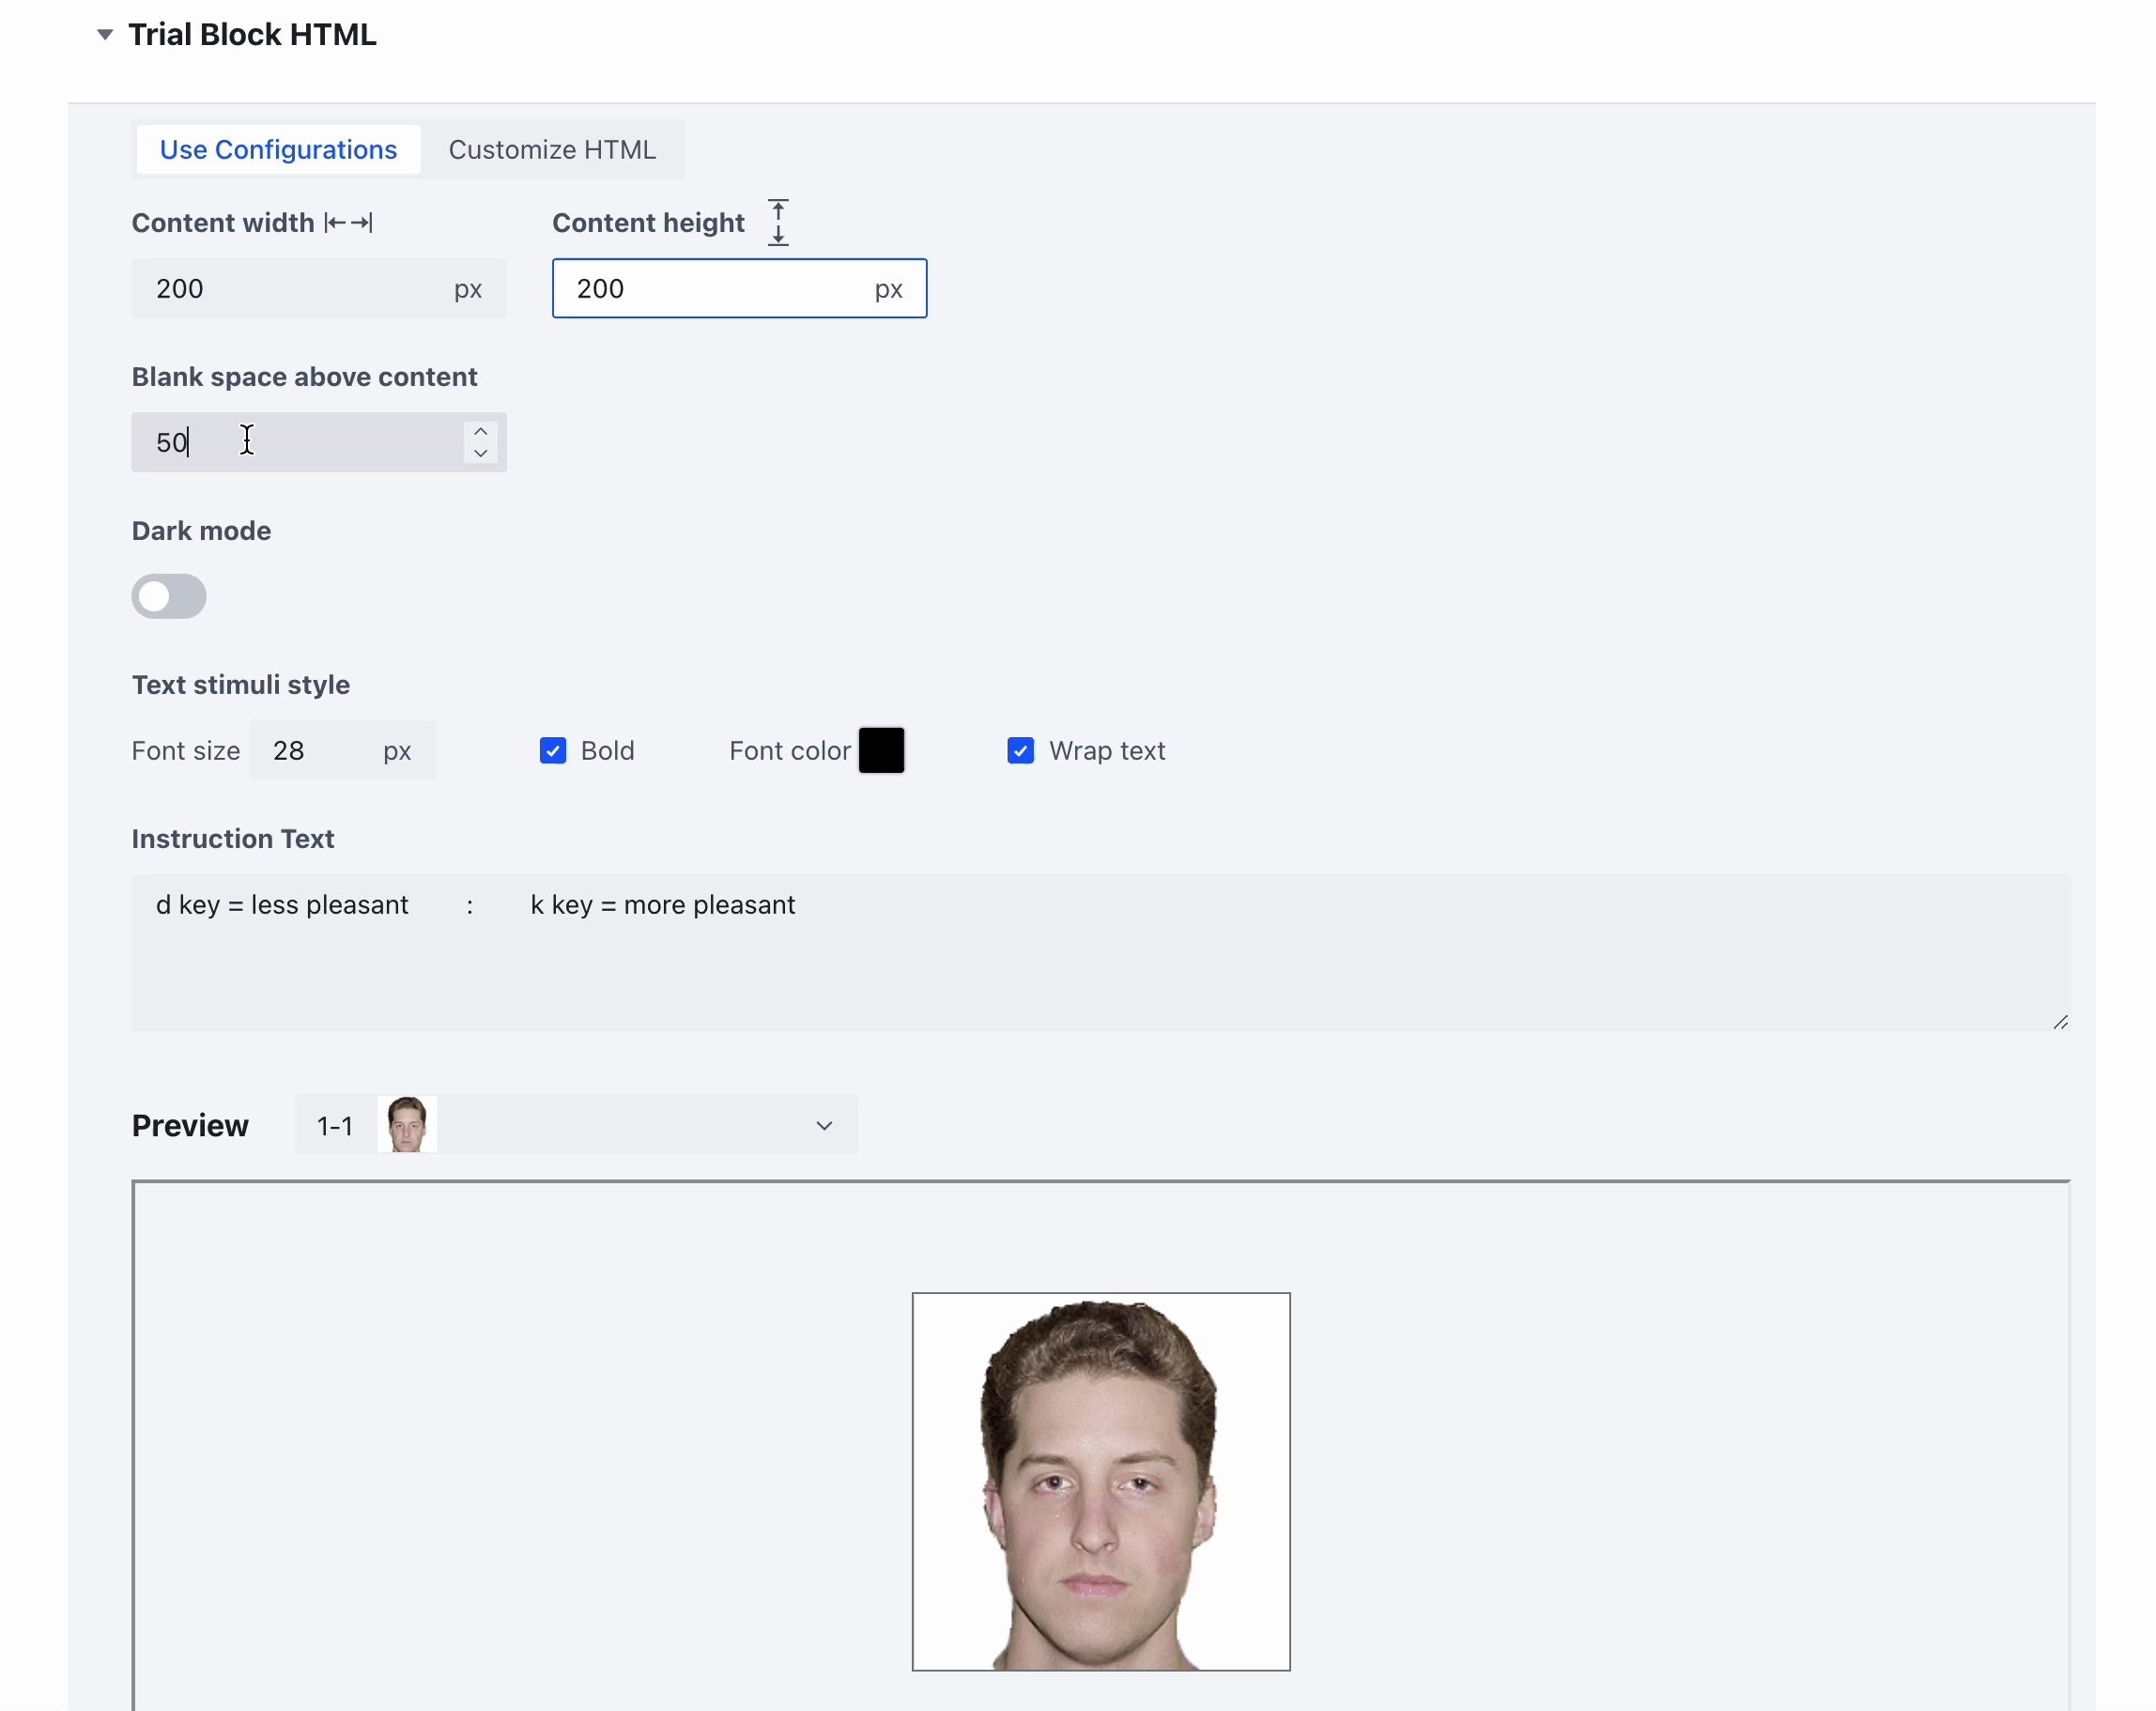 Trial Block HTML
Use Configurations Customize HTML
Content width Content height
200 px 200 px
Blank space above content
50
Dark mode
Text stimuli style
Font size 28 px Bold Font color Wrap text
Instruction Text
d key = less pleasant : k key = more pleasant
Preview 1-1